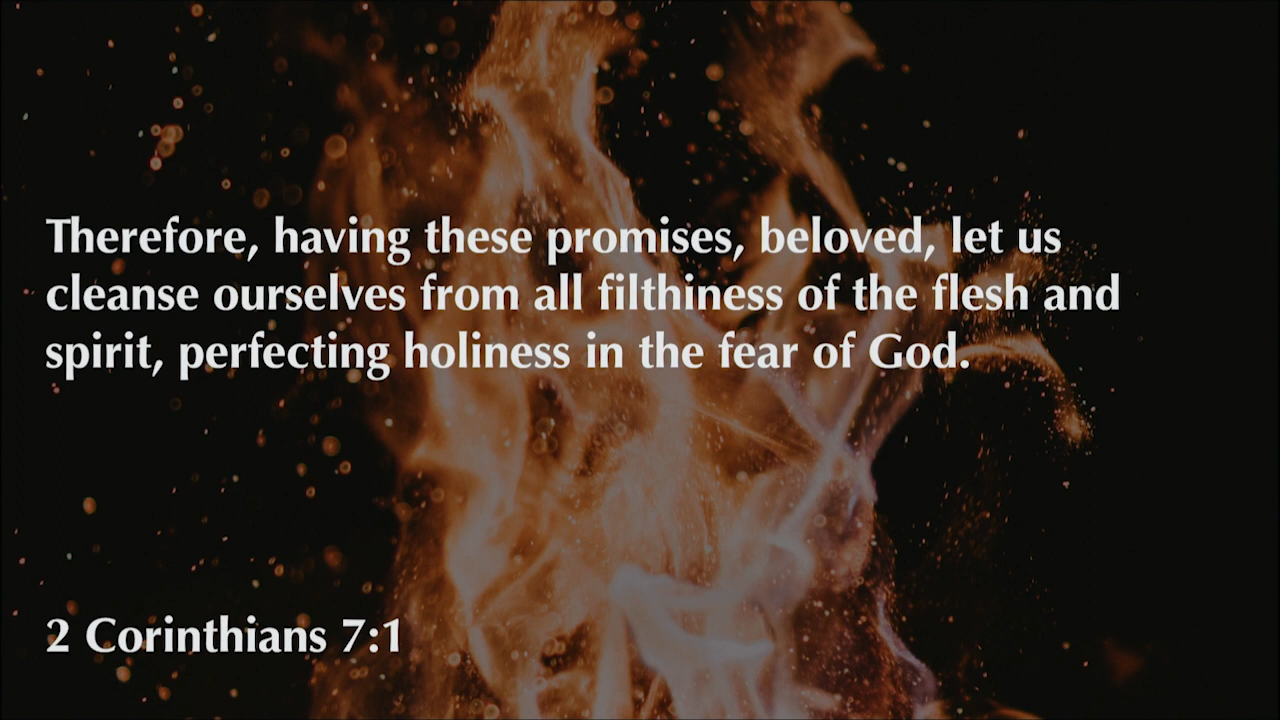 Therefore, having these promises, beloved, let us
cleanse ourselves from all filthiness of the flesh and
spirit, perfecting holiness in the fear of God.
2 Corinthians 7:1